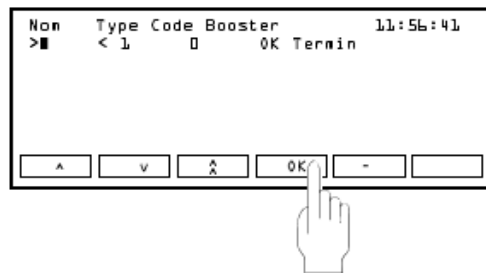 Nom Type Code Booster 11:56:41
>█ < 1 0 OK Termin
^ v ^^ OK -